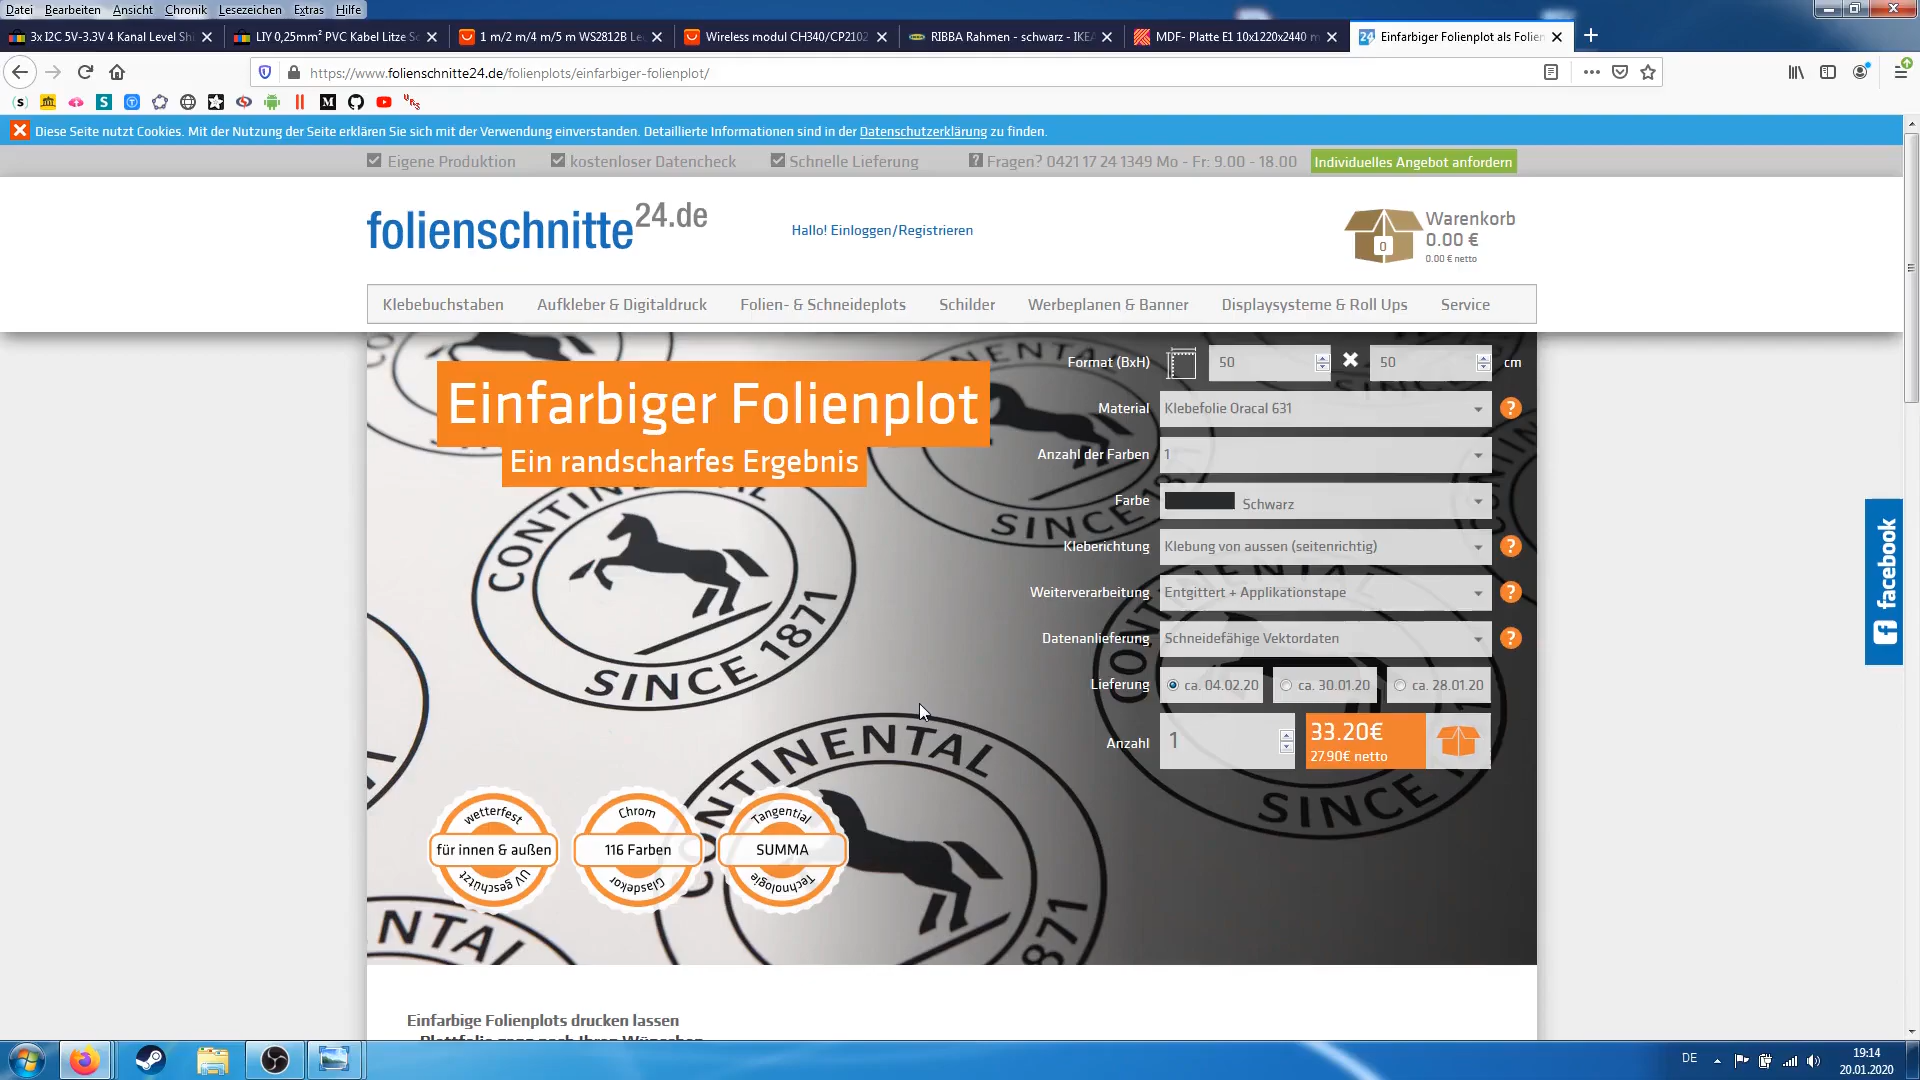 Datei Bearbeiten Ansicht Chronik Lesezeichen Extras Hilfe
3x I2C 5V-3.3V 4 Kanal Level Shi
LIY 0,25mm² PVC Kabel Litze Sc
1 m/2 m/4 m/5 m WS2812B Le
Wireless modul CH340/CP2102
RIBBA Rahmen - schwarz - IKEA
MDF- Platte E1 10x1220x2440 m
24 Einfarbiger Folienplot als Folien
https://www.folienschnitte24.de/folienplots/einfarbiger-folienplot/
Diese Seite nutzt Cookies. Mit der Nutzung der Seite erklären Sie sich mit der Verwendung einverstanden. Detaillierte Informationen sind in der Datenschutzerklärung zu finden.
Eigene Produktion kostenloser Datencheck Schnelle Lieferung ? Fragen? 0421 17 24 1349 Mo - Fr: 9.00 - 18.00 Individuelles Angebot anfordern
folienschnitte24.de
Hallo! Einloggen/Registrieren
Warenkorb
0
0.00 €
0.00 € netto
Klebebuchstaben Aufkleber & Digitaldruck Folien- & Schneideplots Schilder Werbeplanen & Banner Displaysysteme & Roll Ups Service
Einfarbiger Folienplot
Ein randscharfes Ergebnis
Format (BxH) 50 50 cm
Material Klebefolie Oracal 631 ?
Anzahl der Farben 1
Farbe Schwarz
Kleberichtung Klebung von aussen (seitenrichtig) ?
Weiterverarbeitung Entgittert + Applikationstape ?
Datenanlieferung Schneidefähige Vektordaten ?
Lieferung ca. 04.02.20 ca. 30.01.20 ca. 28.01.20
Anzahl 1 33.20€
27.90€ netto
CONTINENTAL
SINCE 1871
CONTINENTAL
SINCE 1871
wetterfest
für innen & außen
UV geschützt
Chrom
116 Farben
Glasdekor
Tangential
SUMMA
Technologie
facebook
Einfarbige Folienplots drucken lassen
DE
19:14
20.01.2020